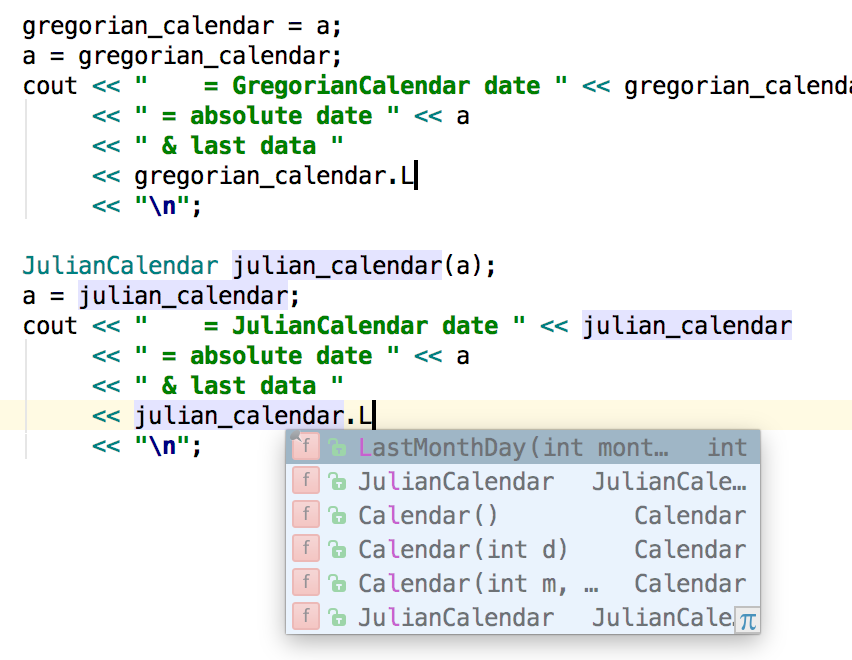 gregorian_calendar = a;
a = gregorian_calendar;
cout << "    = GregorianCalendar date " << gregorian_calenda
<< " = absolute date " << a
<< " & last data "
<< gregorian_calendar.L
<< "\n";
JulianCalendar julian_calendar(a);
a = julian_calendar;
cout << "    = JulianCalendar date " << julian_calendar
<< " = absolute date " << a
<< " & last data "
<< julian_calendar.L
<< "\n";
f LastMonthDay(int mont… int
f JulianCalendar JulianCale…
f Calendar() Calendar
f Calendar(int d) Calendar
f Calendar(int m, … Calendar
f JulianCalendar JulianCale… π